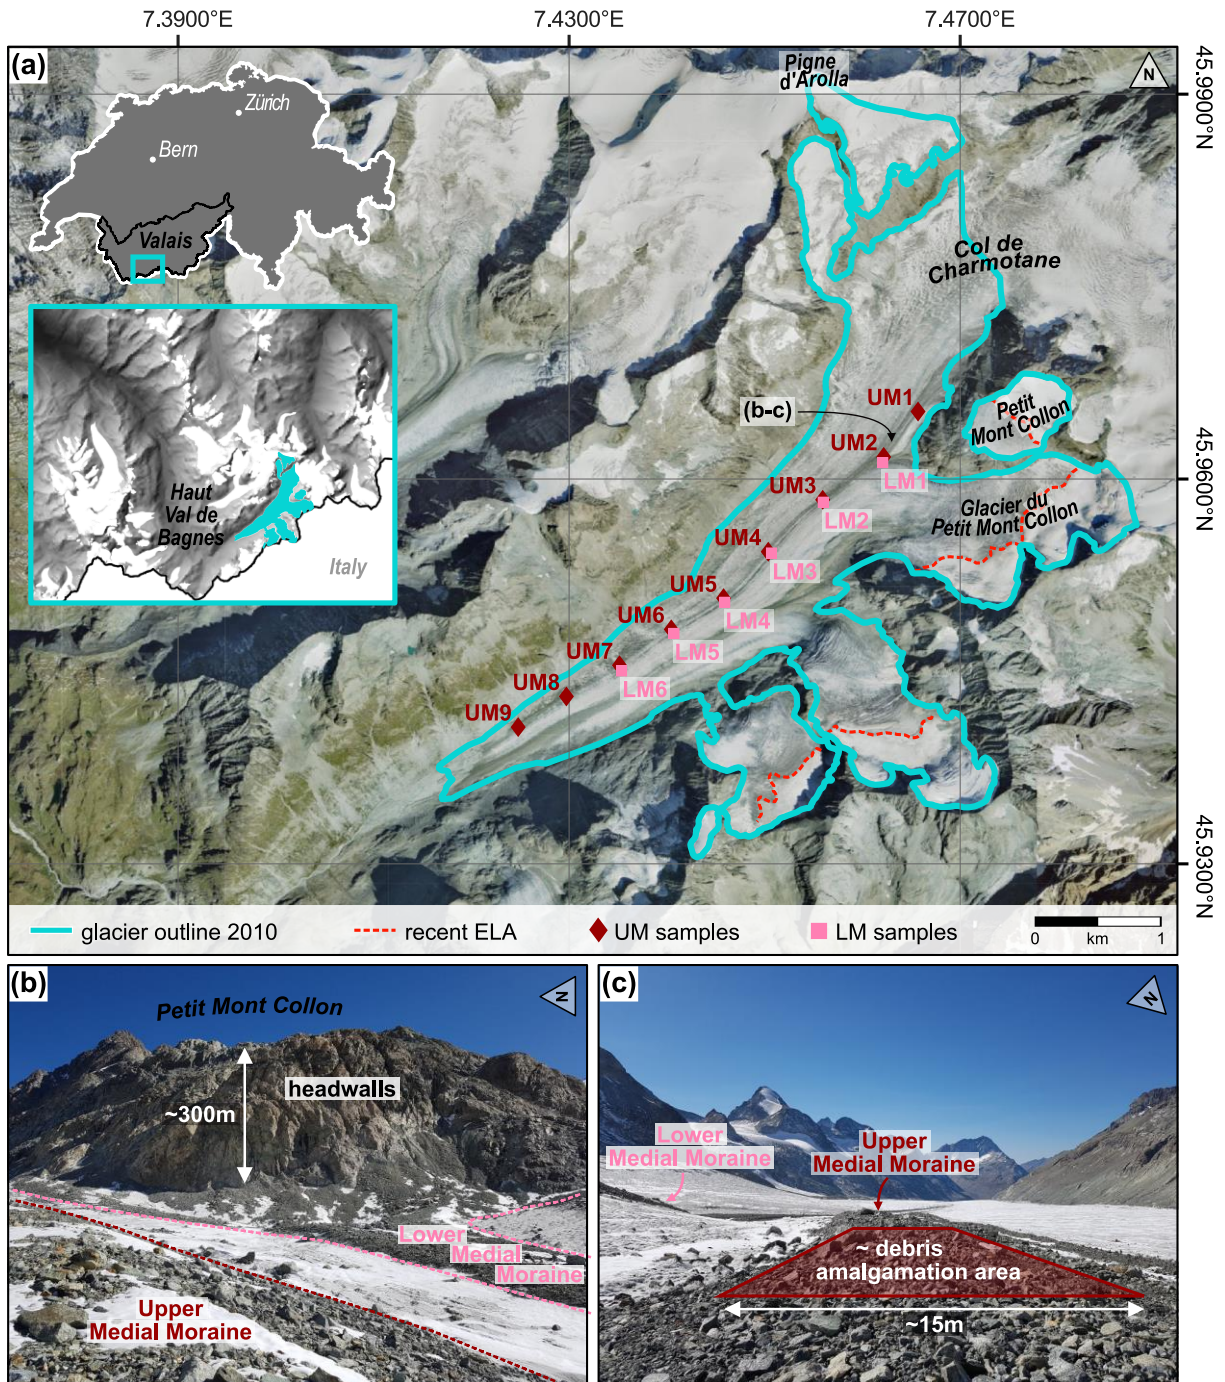 7.3900°E
7.4300°E
7.4700°E
(a)
Pigne
d'Arolla
N
45.9900°N
Zürich
Bern
Valais
Col de
Charmotane
UM1
(b-c)
Petit
Mont Collon
UM2
LM1
45.9600°N
UM3
LM2
Glacier du
Petit Mont Collon
Haut
Val de
Bagnes
Italy
UM4
LM3
UM5
LM4
UM6
LM5
UM7
LM6
UM8
UM9
45.9300°N
glacier outline 2010
recent ELA
UM samples
LM samples
0 km 1
(b)
Petit Mont Collon
N
headwalls
~300m
Lower
Medial
Moraine
Upper
Medial Moraine
(c)
N
Lower
Medial Moraine
Upper
Medial Moraine
~ debris
amalgamation area
~15m